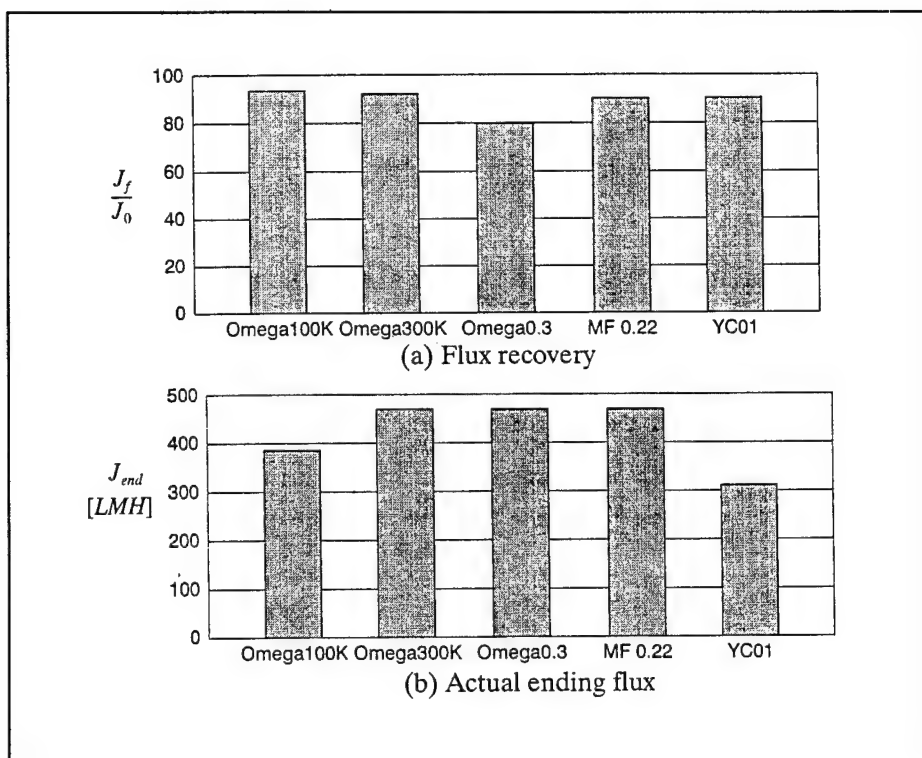 100
80
60
40
20
0
J_f
J_0
Omega100K Omega300K Omega0.3 MF 0.22 YC01
(a) Flux recovery
500
400
300
200
100
0
J_end
[LMH]
Omega100K Omega300K Omega0.3 MF 0.22 YC01
(b) Actual ending flux